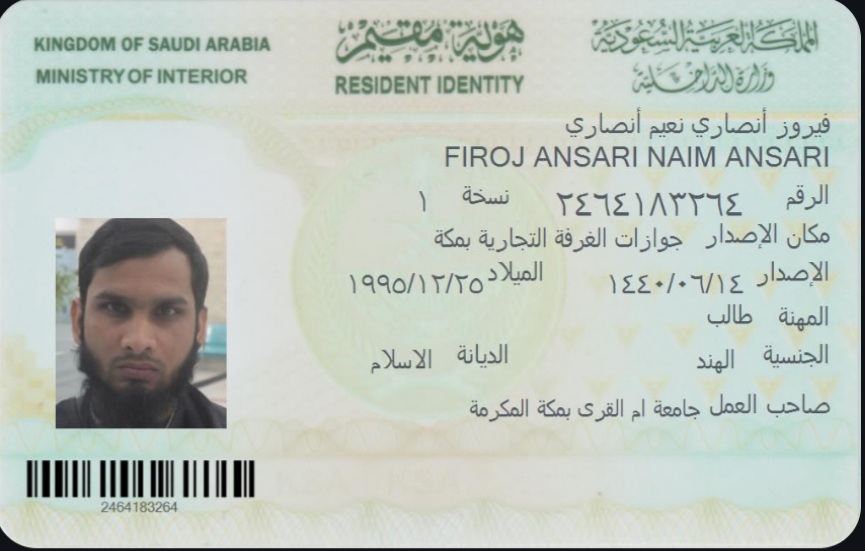 KINGDOM OF SAUDI ARABIA
MINISTRY OF INTERIOR
هوية مقيم
RESIDENT IDENTITY
المملكة العربية السعودية
وزارة الداخلية
فيروز أنصاري نعيم أنصاري
FIROJ ANSARI NAIM ANSARI
الرقم ٢٤٦٤١٨٣٢٦٤ نسخة ١
مكان الإصدار جوازات الغرفة التجارية بمكة
الإصدار ١٤٤٠/٠٦/١٤ الميلاد ١٩٩٥/١٢/٢٥
المهنة طالب
الجنسية الهند الديانة الاسلام
صاحب العمل جامعة ام القرى بمكة المكرمة
2464183264
KSA KSA